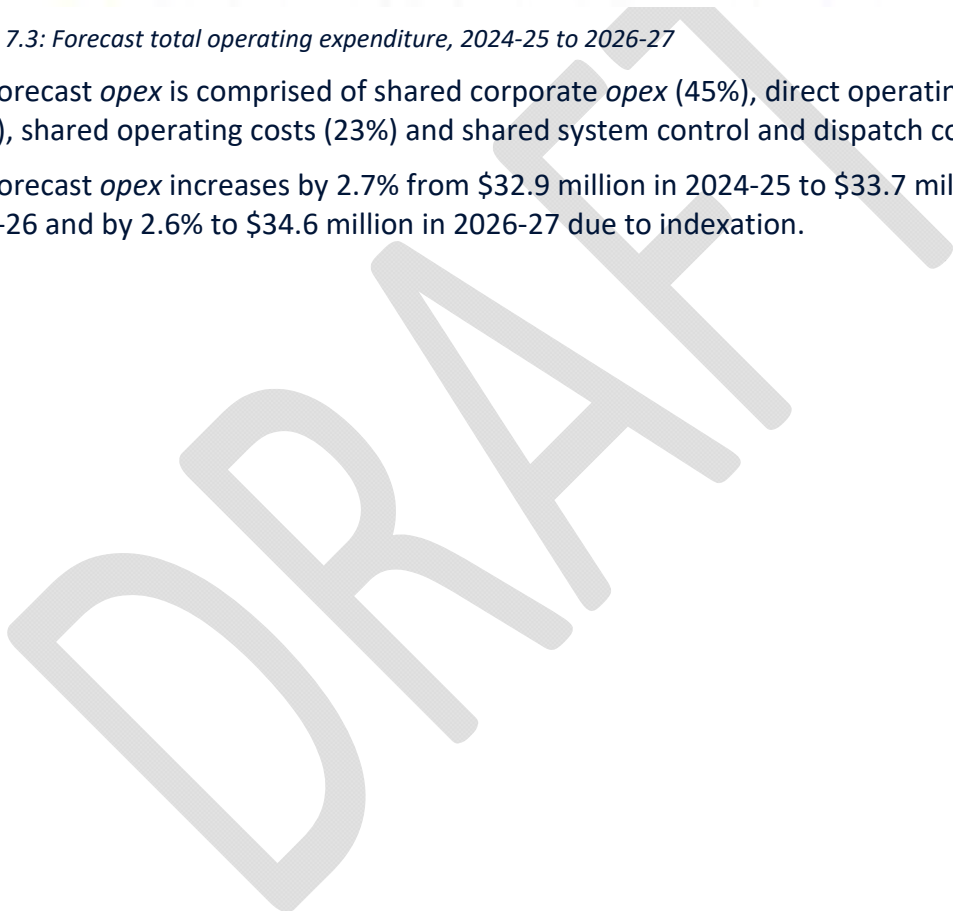 7.3: Forecast total operating expenditure, 2024-25 to 2026-27
orecast opex is comprised of shared corporate opex (45%), direct operatin
), shared operating costs (23%) and shared system control and dispatch co
orecast opex increases by 2.7% from $32.9 million in 2024-25 to $33.7 mil
-26 and by 2.6% to $34.6 million in 2026-27 due to indexation.
DRAFT